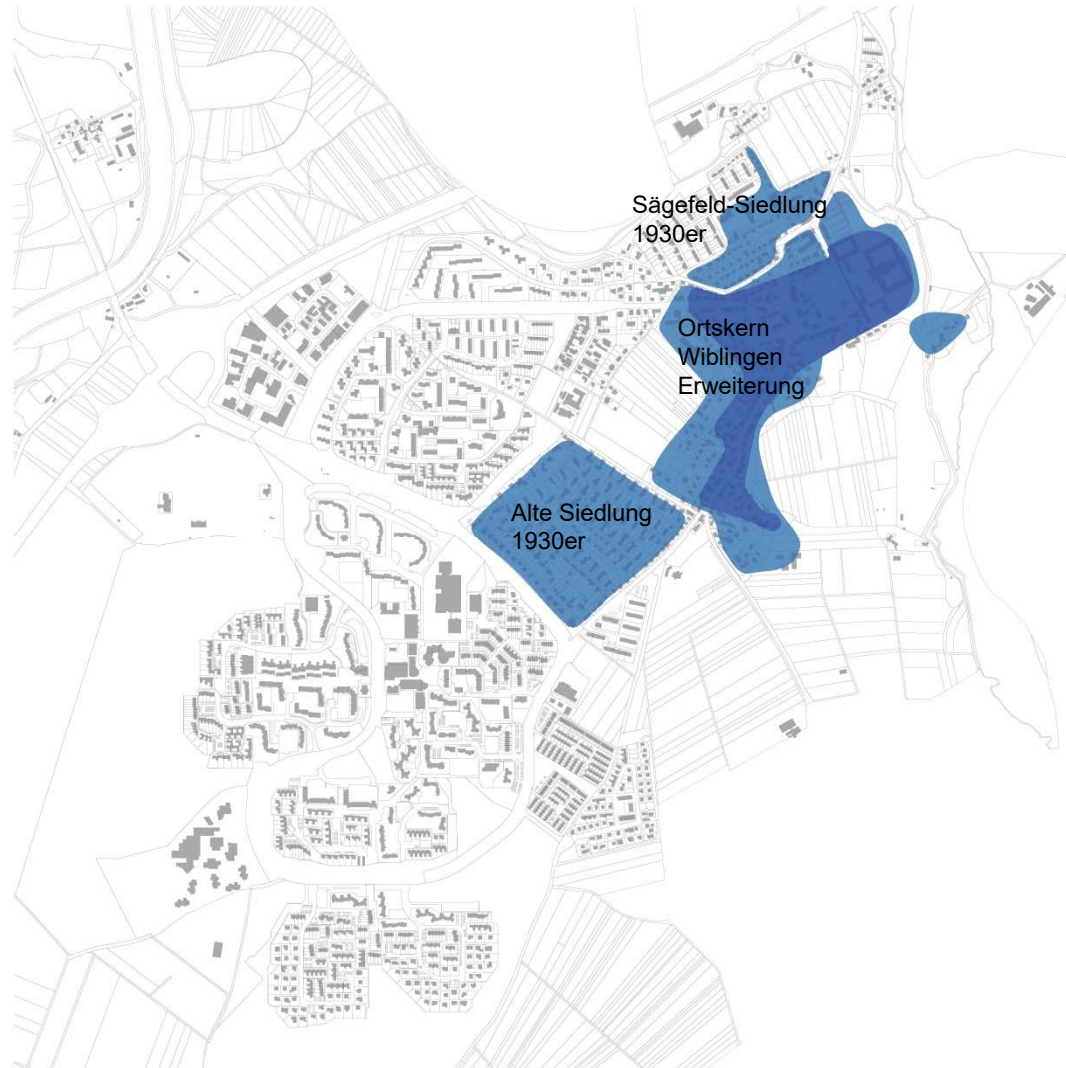 Sägefeld-Siedlung
1930er
Ortskern
Wiblingen
Erweiterung
Alte Siedlung
1930er